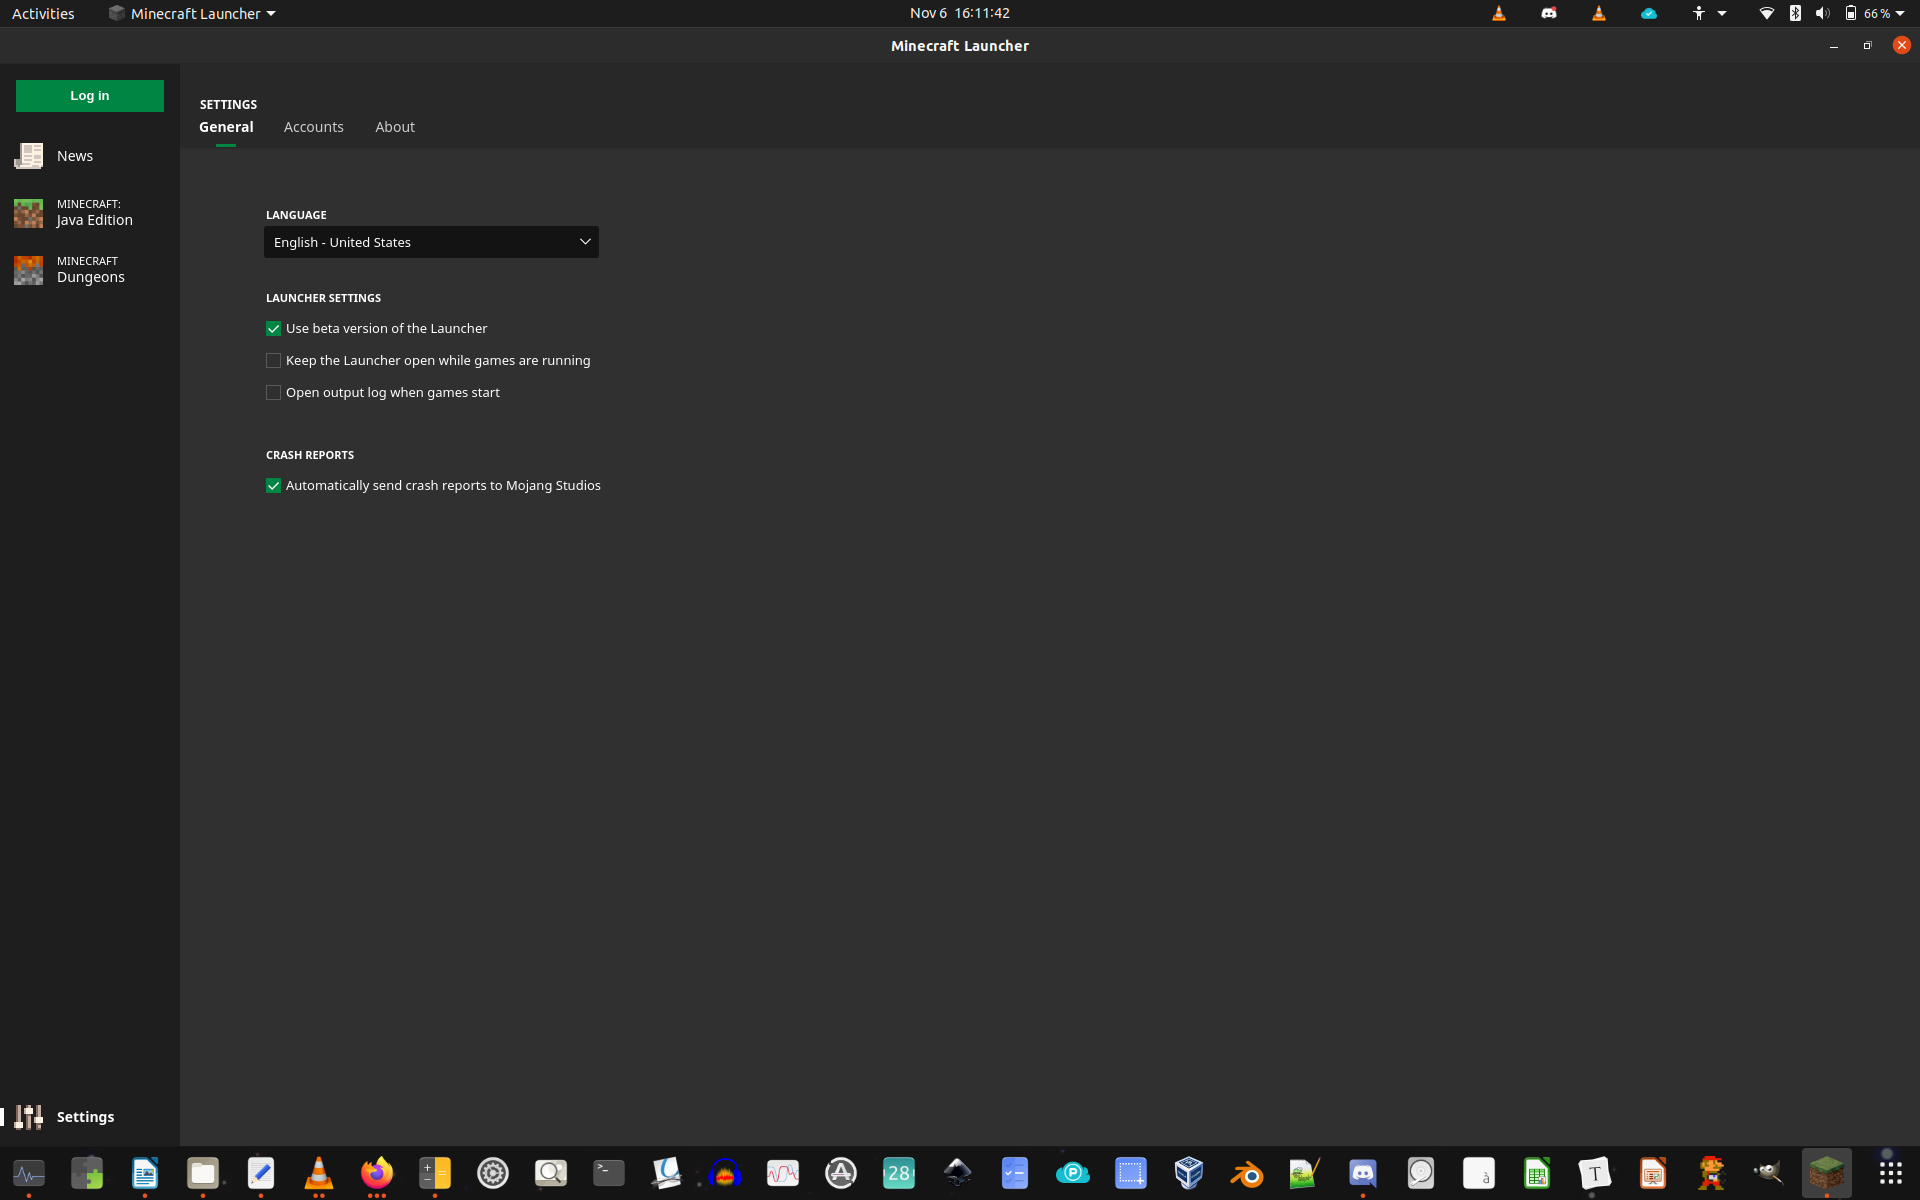 Activities
Minecraft Launcher
Nov 6 16:11:42
66 %
Minecraft Launcher
Log in
News
MINECRAFT:
Java Edition
MINECRAFT
Dungeons
Settings
SETTINGS
General
Accounts
About
LANGUAGE
English - United States
LAUNCHER SETTINGS
Use beta version of the Launcher
Keep the Launcher open while games are running
Open output log when games start
CRASH REPORTS
Automatically send crash reports to Mojang Studios
28